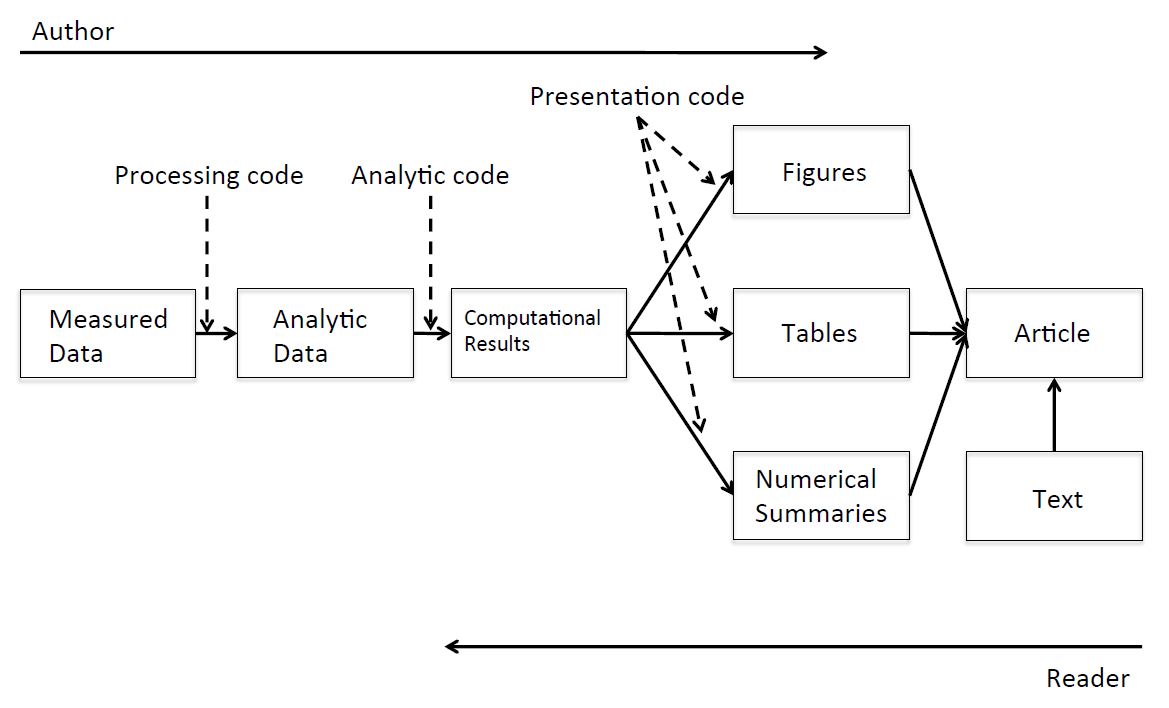 Author
Presentation code
Processing code
Analytic code
Figures
Measured
Data
Analytic
Data
Computational
Results
Tables
Article
Numerical
Summaries
Text
Reader